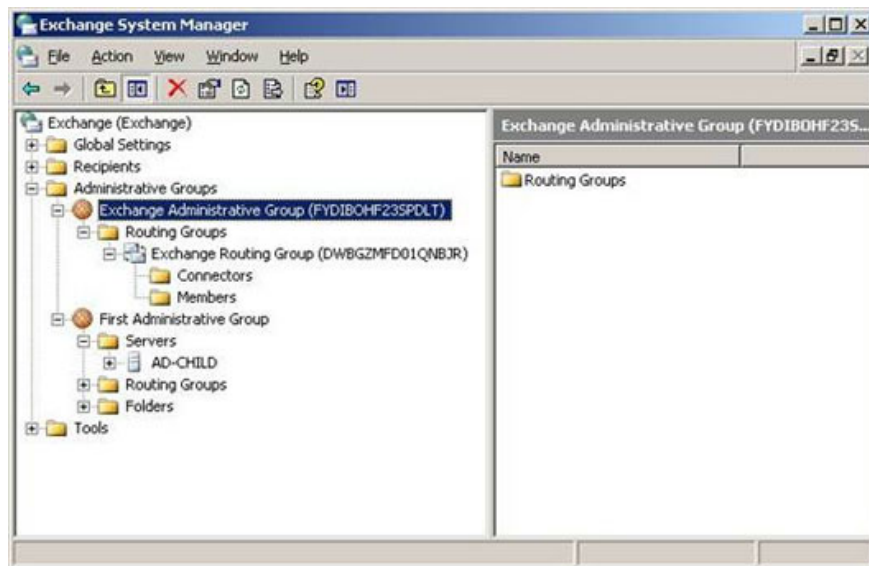 Exchange System Manager
File Action View Window Help
Exchange (Exchange)
Global Settings
Recipients
Administrative Groups
Exchange Administrative Group (FYDIBOHF23SPDLT)
Routing Groups
Exchange Routing Group (DWBGZMFD01QNBJR)
Connectors
Members
First Administrative Group
Servers
AD-CHILD
Routing Groups
Folders
Tools
Exchange Administrative Group (FYDIBOHF23S...
Name
Routing Groups